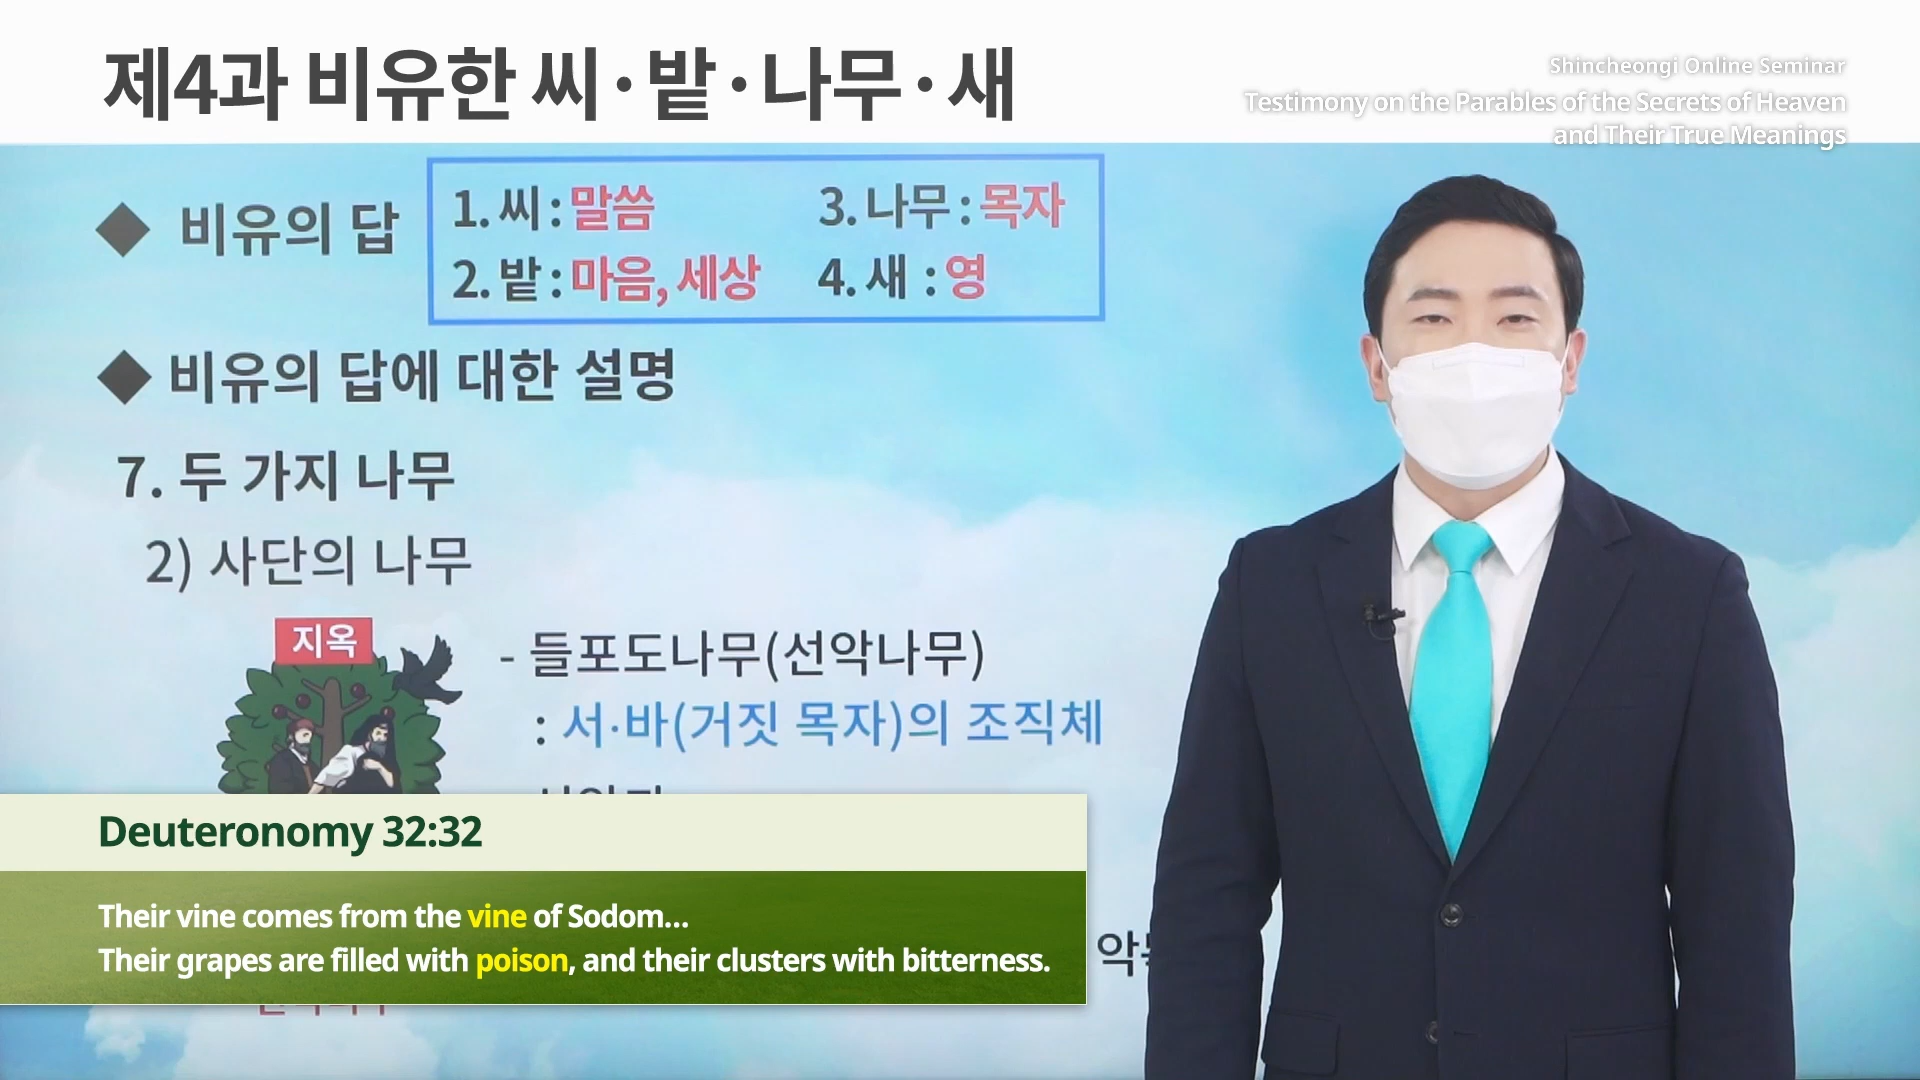 제4과 비유한 씨·밭·나무·새
Shincheongi Online Seminar
Testimony on the Parables of the Secrets of Heaven
and Their True Meanings
◆ 비유의 답
1. 씨 : 말씀
3. 나무 : 목자
2. 밭 : 마음, 세상
4. 새 : 영
◆ 비유의 답에 대한 설명
7. 두 가지 나무
2) 사단의 나무
지옥
- 들포도나무(선악나무)
: 서·바(거짓 목자)의 조직체
Deuteronomy 32:32
Their vine comes from the vine of Sodom...
Their grapes are filled with poison, and their clusters with bitterness.